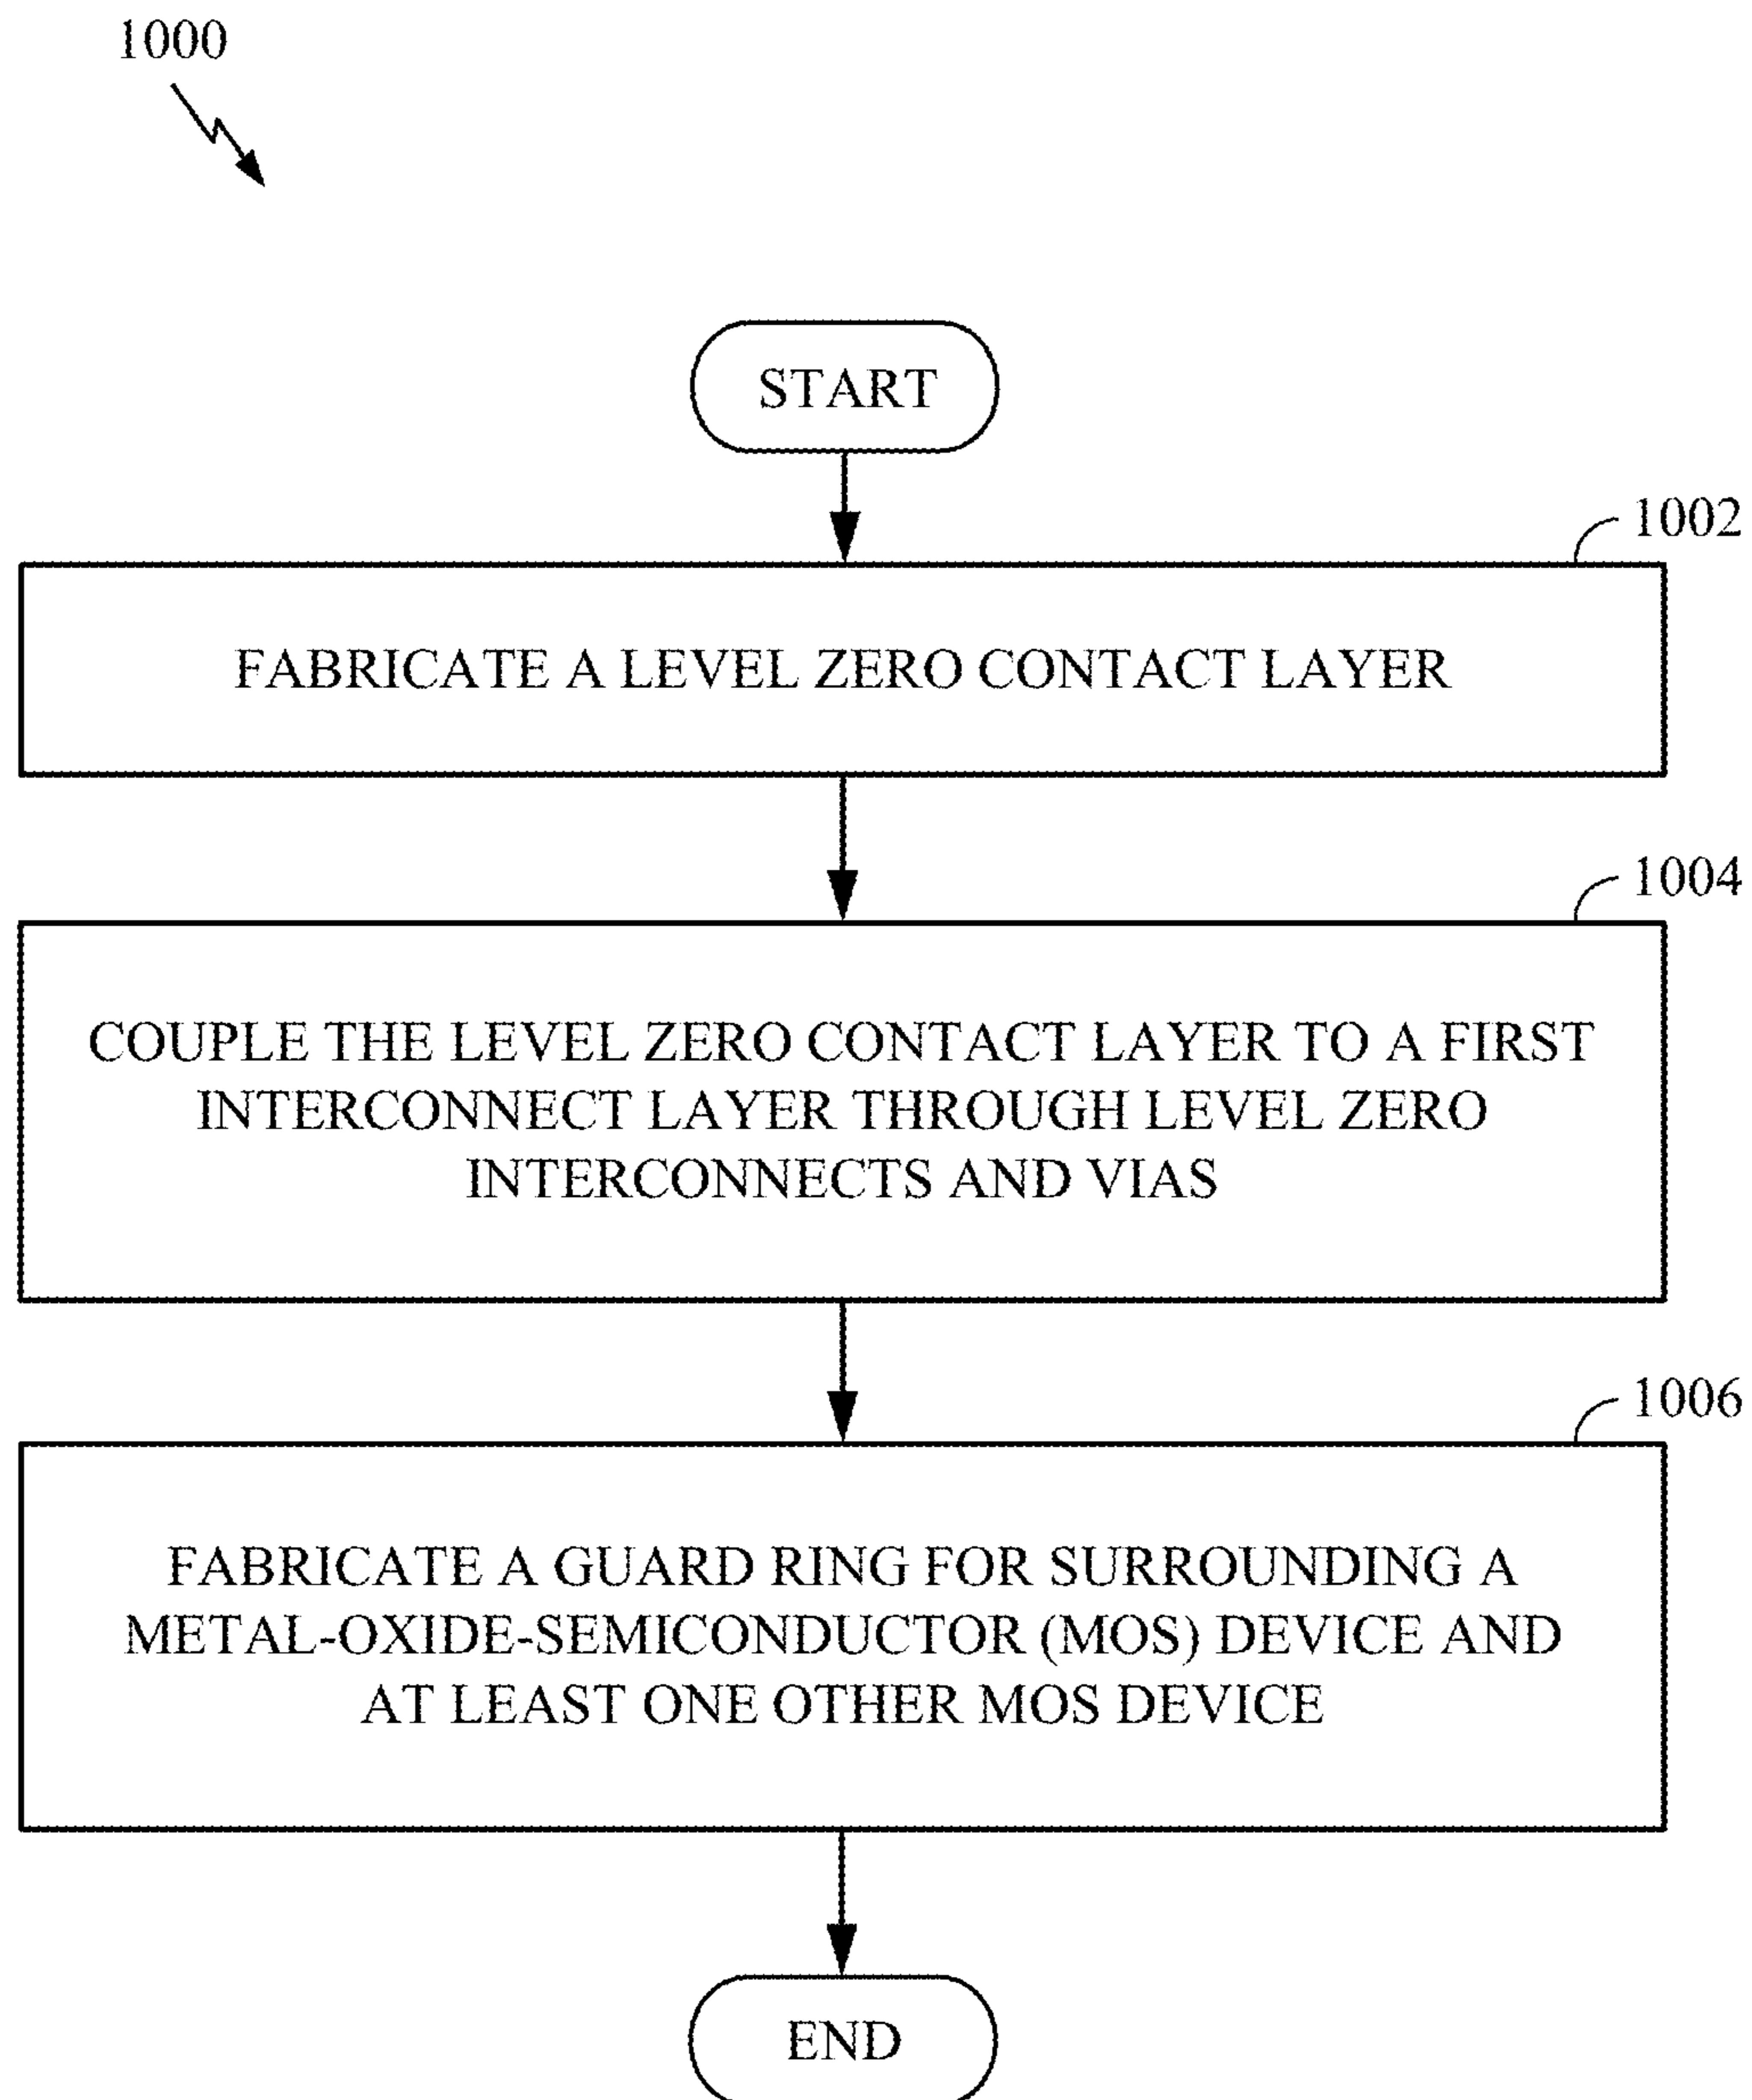 1000
START
1002
FABRICATE A LEVEL ZERO CONTACT LAYER
1004
COUPLE THE LEVEL ZERO CONTACT LAYER TO A FIRST
INTERCONNECT LAYER THROUGH LEVEL ZERO
INTERCONNECTS AND VIAS
1006
FABRICATE A GUARD RING FOR SURROUNDING A
METAL-OXIDE-SEMICONDUCTOR (MOS) DEVICE AND
AT LEAST ONE OTHER MOS DEVICE
END